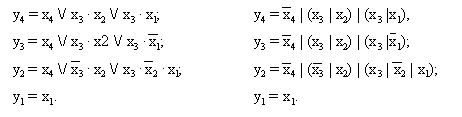 y₄ = x₄ \/ x₃ · x₂ \/ x₃ · x₁; y₄ = x̅₄ | (x₃ | x₂) | (x₃ |x₁),
y₃ = x₄ \/ x₃ · x2 \/ x₃ · x̅₁; y₃ = x̅₄ | (x₃ | x₂) | (x₃ |x̅₁);
y₂ = x₄ \/ x̅₃ · x₂ \/ x₃ · x̅₂ · x₁; y₂ = x̅₄ | (x̅₃ | x₂) | (x₃ | x̅₂ | x₁);
y₁ = x₁. y₁ = x₁.